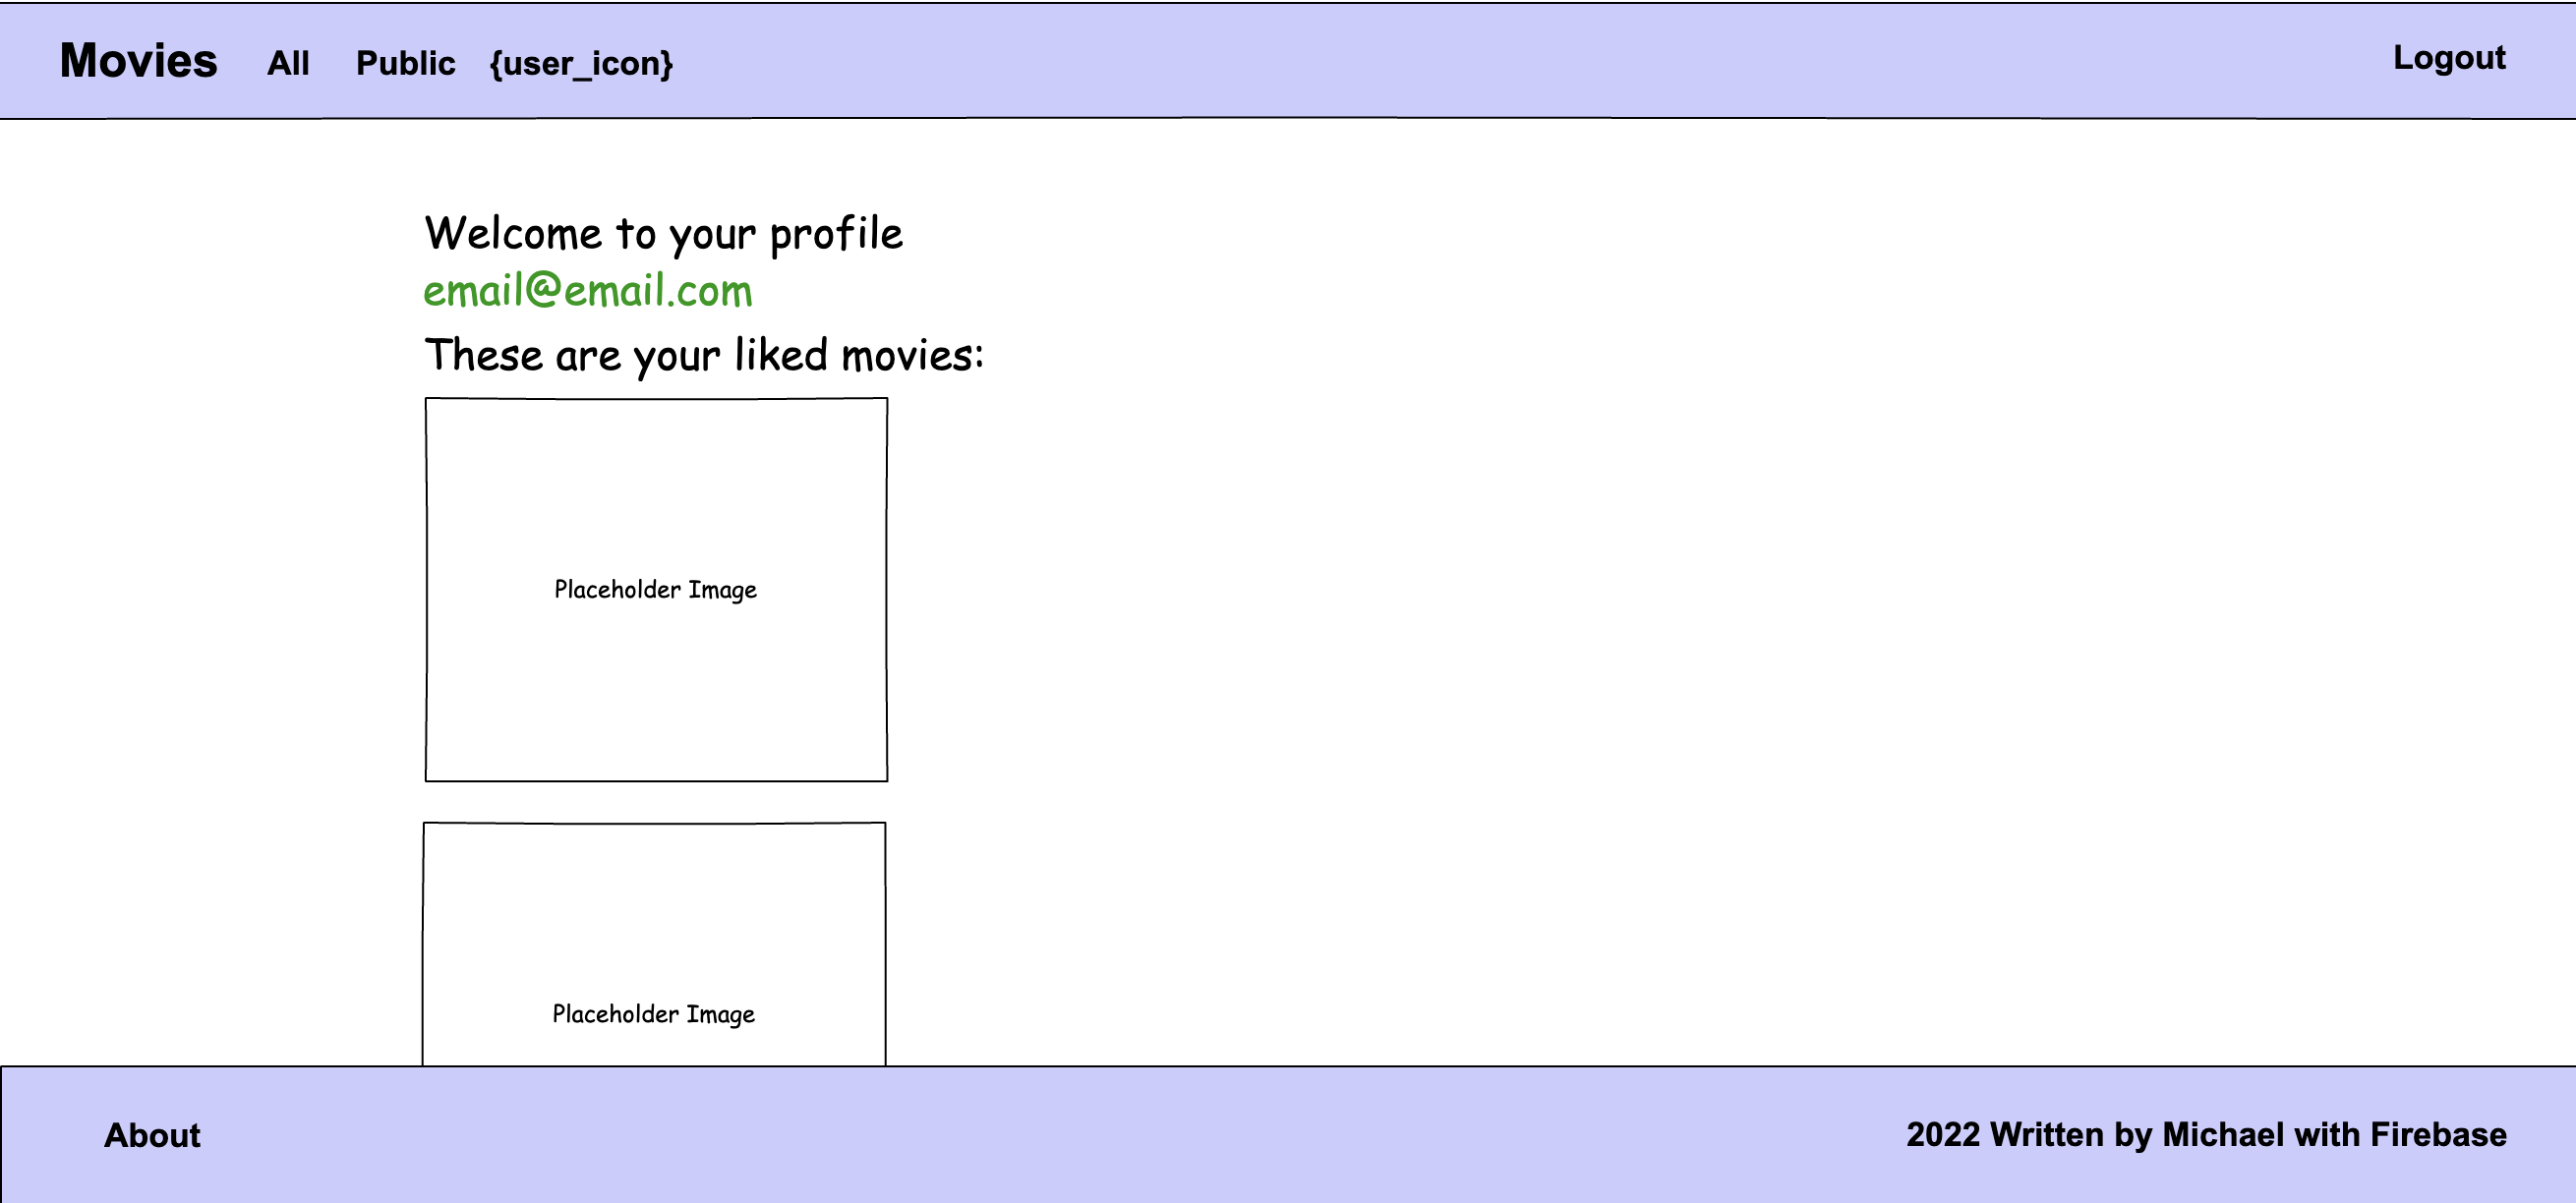 Movies All Public {user_icon} Logout
Welcome to your profile
email@email.com
These are your liked movies:
Placeholder Image
Placeholder Image
About 2022 Written by Michael with Firebase